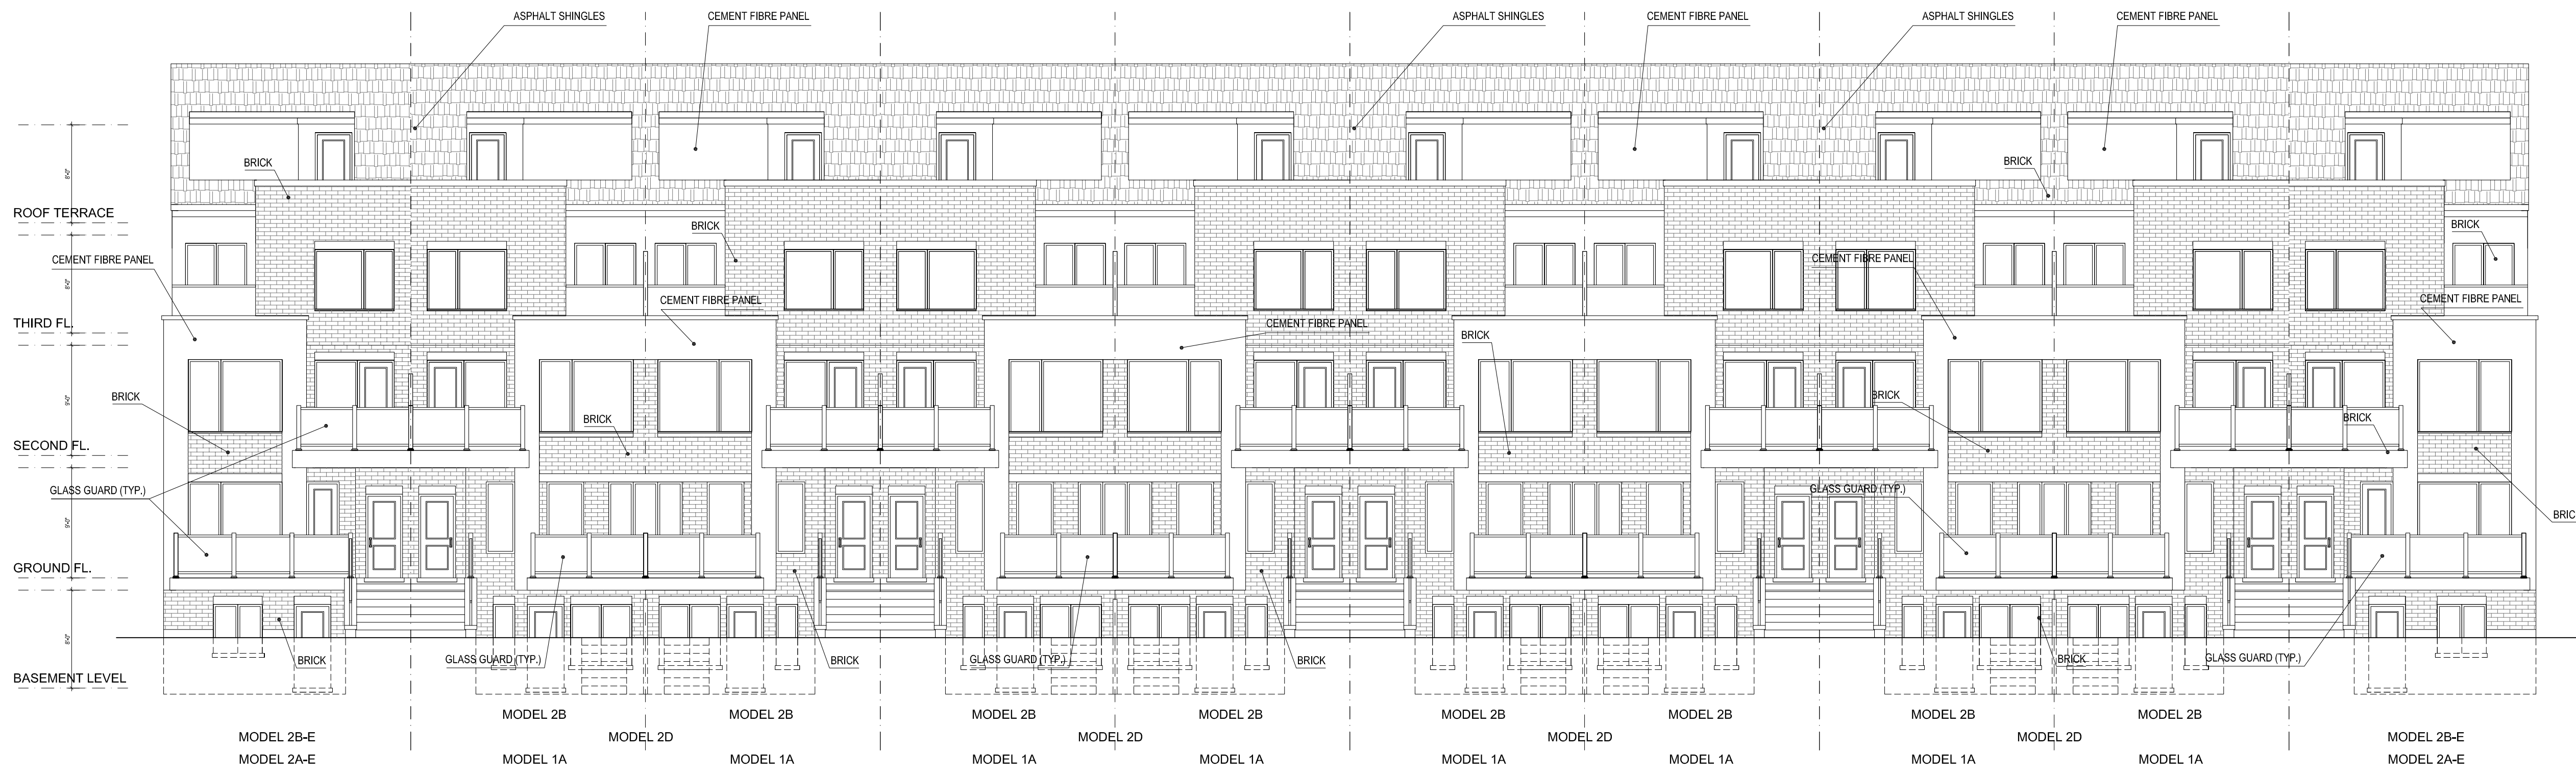 ASPHALT SHINGLES
CEMENT FIBRE PANEL
ASPHALT SHINGLES
CEMENT FIBRE PANEL
ASPHALT SHINGLES
CEMENT FIBRE PANEL
BRICK
BRICK
ROOF TERRACE
BRICK
BRICK
CEMENT FIBRE PANEL
CEMENT FIBRE PANEL
CEMENT FIBRE PANEL
CEMENT FIBRE PANEL
THIRD FL.
CEMENT FIBRE PANEL
BRICK
BRICK
BRICK
BRICK
BRICK
SECOND FL.
GLASS GUARD (TYP.)
GLASS GUARD (TYP.)
BRIC
GROUND FL.
BRICK
GLASS GUARD (TYP.)
BRICK
GLASS GUARD (TYP.)
BRICK
BRICK
GLASS GUARD (TYP.)
BASEMENT LEVEL
MODEL 2B
MODEL 2B
MODEL 2B
MODEL 2B
MODEL 2B
MODEL 2B
MODEL 2B
MODEL 2B
MODEL 2B-E
MODEL 2D
MODEL 2D
MODEL 2D
MODEL 2D
MODEL 2B-E
MODEL 2A-E
MODEL 1A
MODEL 1A
MODEL 1A
MODEL 1A
MODEL 1A
MODEL 1A
MODEL 1A
MODEL 1A
MODEL 2A-E